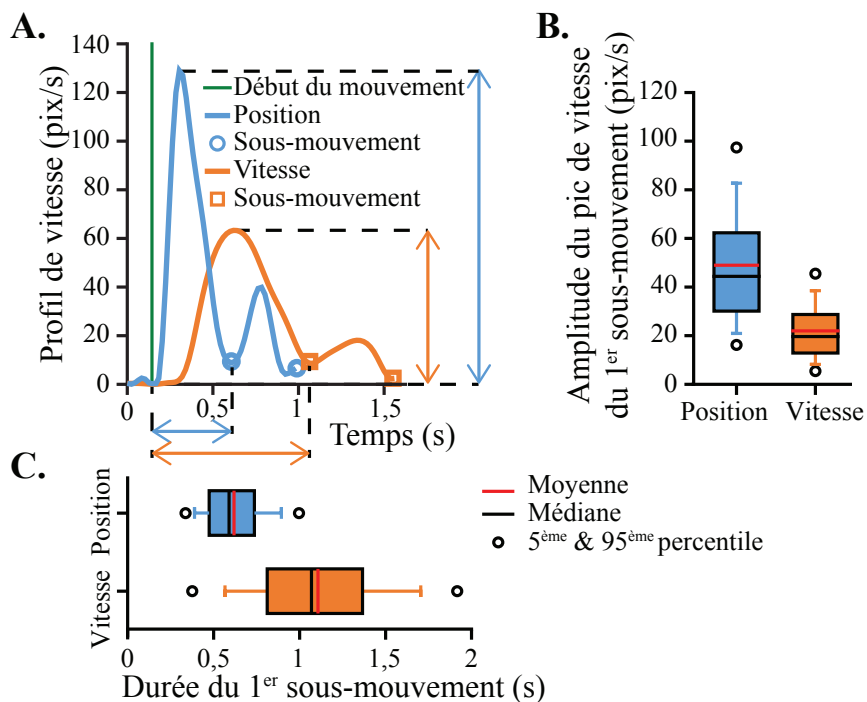 A.
Profil de vitesse (pix/s)
140
120
100
80
60
40
20
0
Début du mouvement
Position
Sous-mouvement
Vitesse
Sous-mouvement
0
0,5
1
1,5
Temps (s)
B.
Amplitude du pic de vitesse
du 1er sous-mouvement (pix/s)
120
100
80
60
40
20
0
Position
Vitesse
C.
Position
Vitesse
0
0,5
1
1,5
2
Durée du 1er sous-mouvement (s)
Moyenne
Médiane
5ème & 95ème percentile